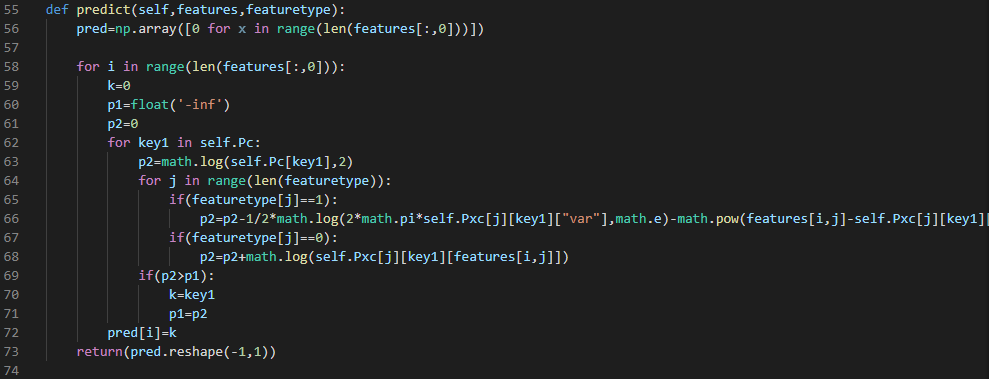 55 def predict(self,features,featuretype):
56 pred=np.array([0 for x in range(len(features[:,0]))])
57
58 for i in range(len(features[:,0])):
59 k=0
60 p1=float('-inf')
61 p2=0
62 for key1 in self.Pc:
63 p2=math.log(self.Pc[key1],2)
64 for j in range(len(featuretype)):
65 if(featuretype[j]==1):
66 p2=p2-1/2*math.log(2*math.pi*self.Pxc[j][key1]["var"],math.e)-math.pow(features[i,j]-self.Pxc[j][key1][
67 if(featuretype[j]==0):
68 p2=p2+math.log(self.Pxc[j][key1][features[i,j]])
69 if(p2>p1):
70 k=key1
71 p1=p2
72 pred[i]=k
73 return(pred.reshape(-1,1))
74